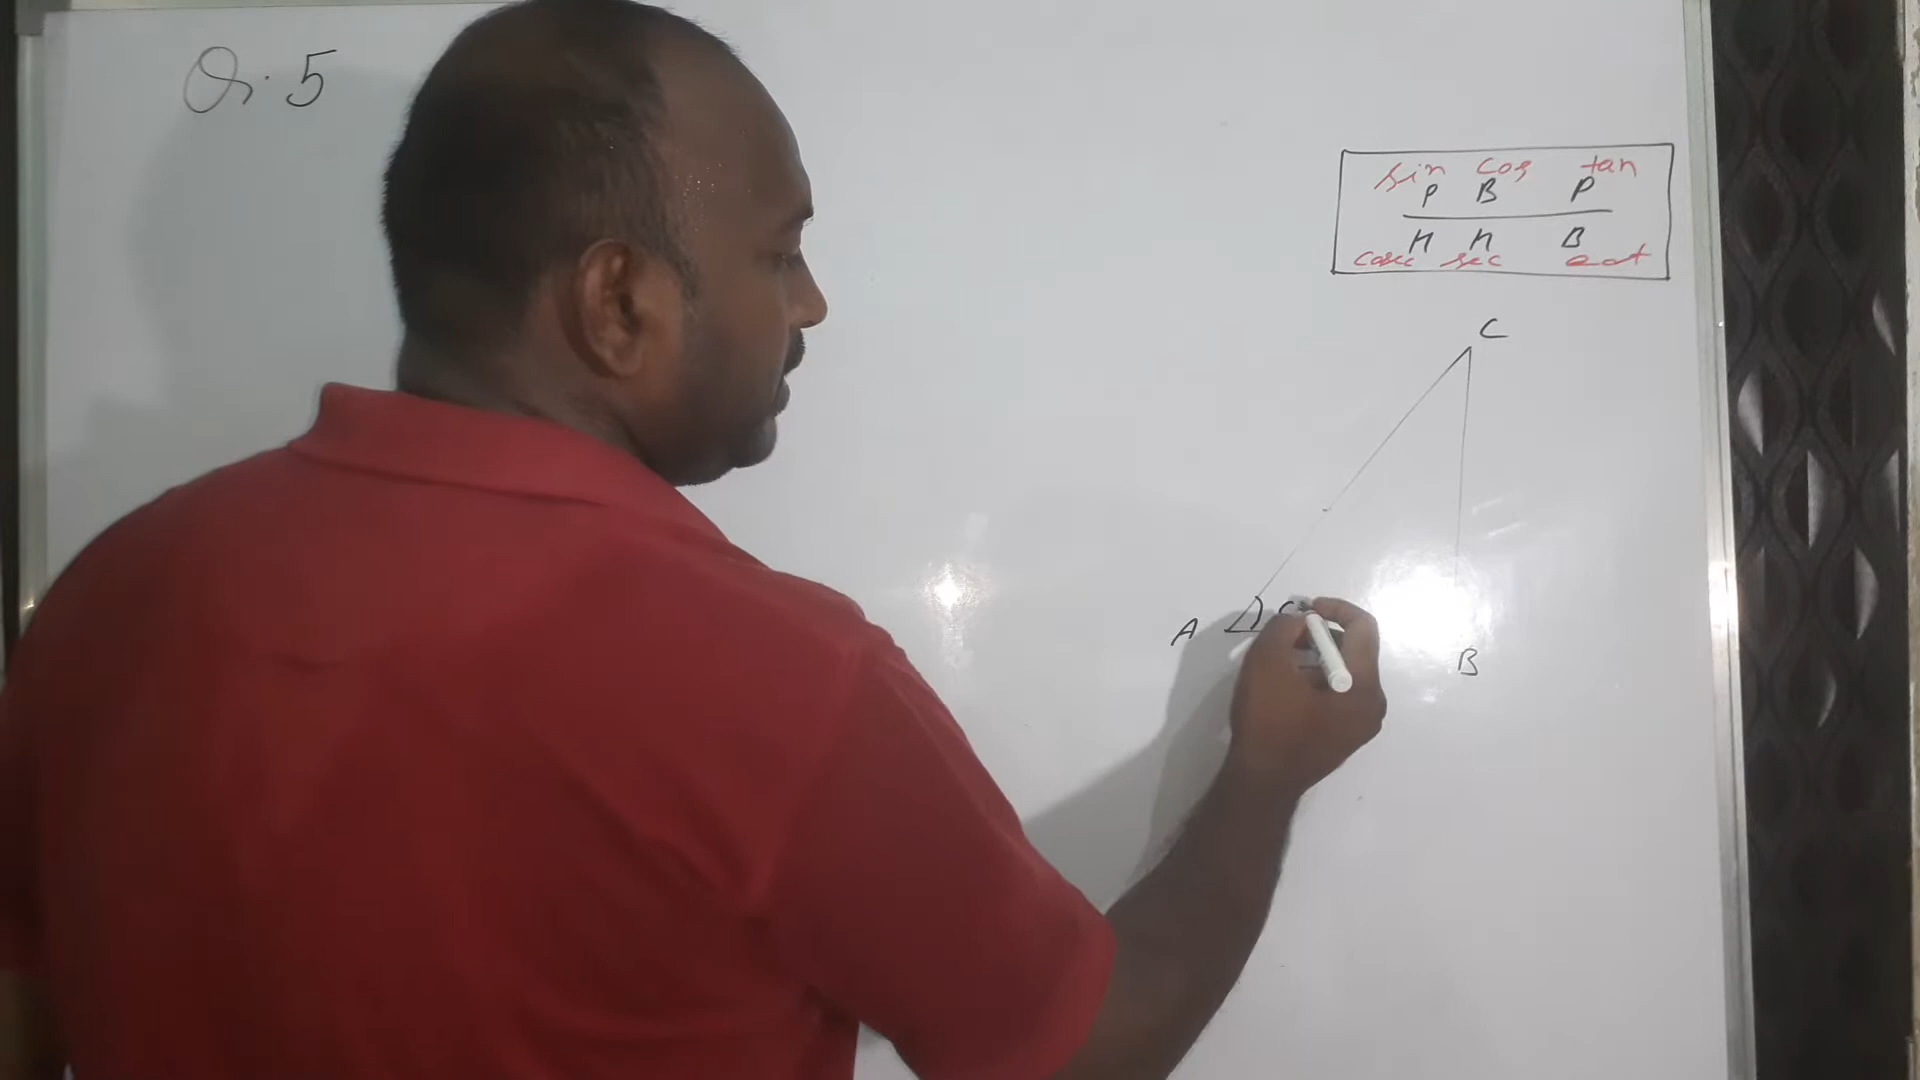 Q. 5
sin cos tan
P B P
H H B
cosec sec cot
C
A
B